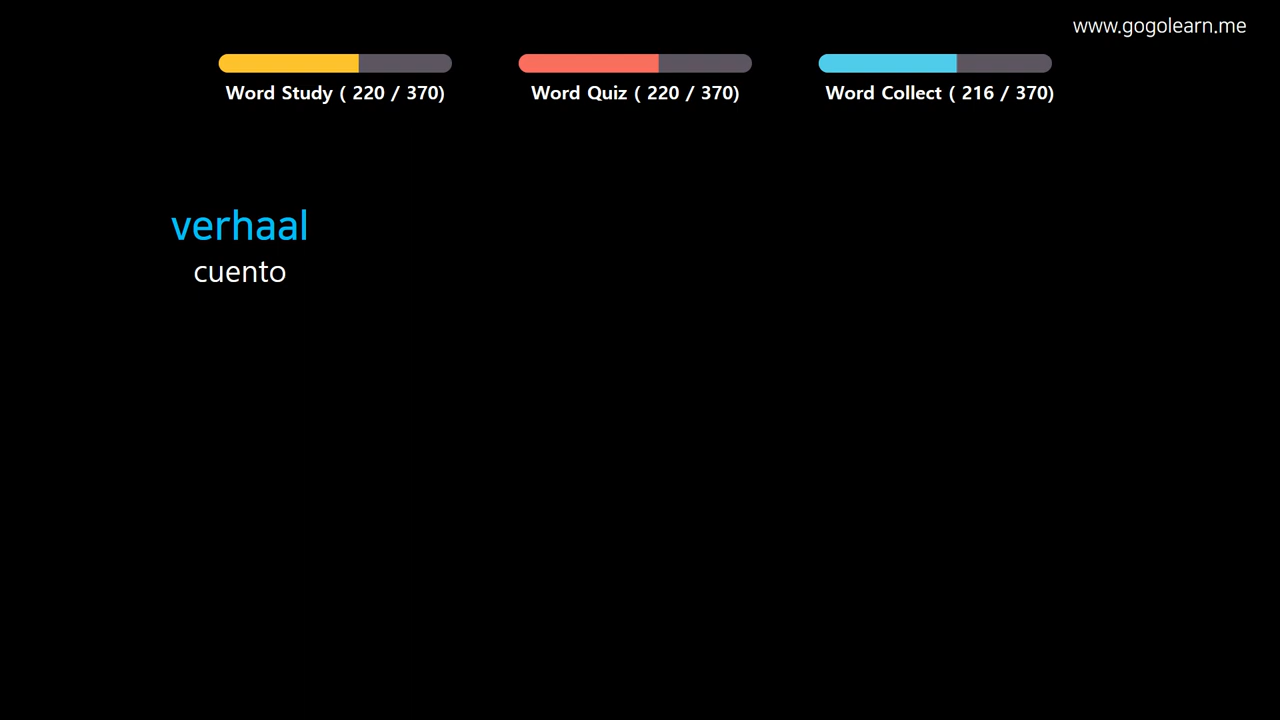 www.gogolearn.me
Word Study ( 220 / 370)
Word Quiz ( 220 / 370)
Word Collect ( 216 / 370)
verhaal
cuento